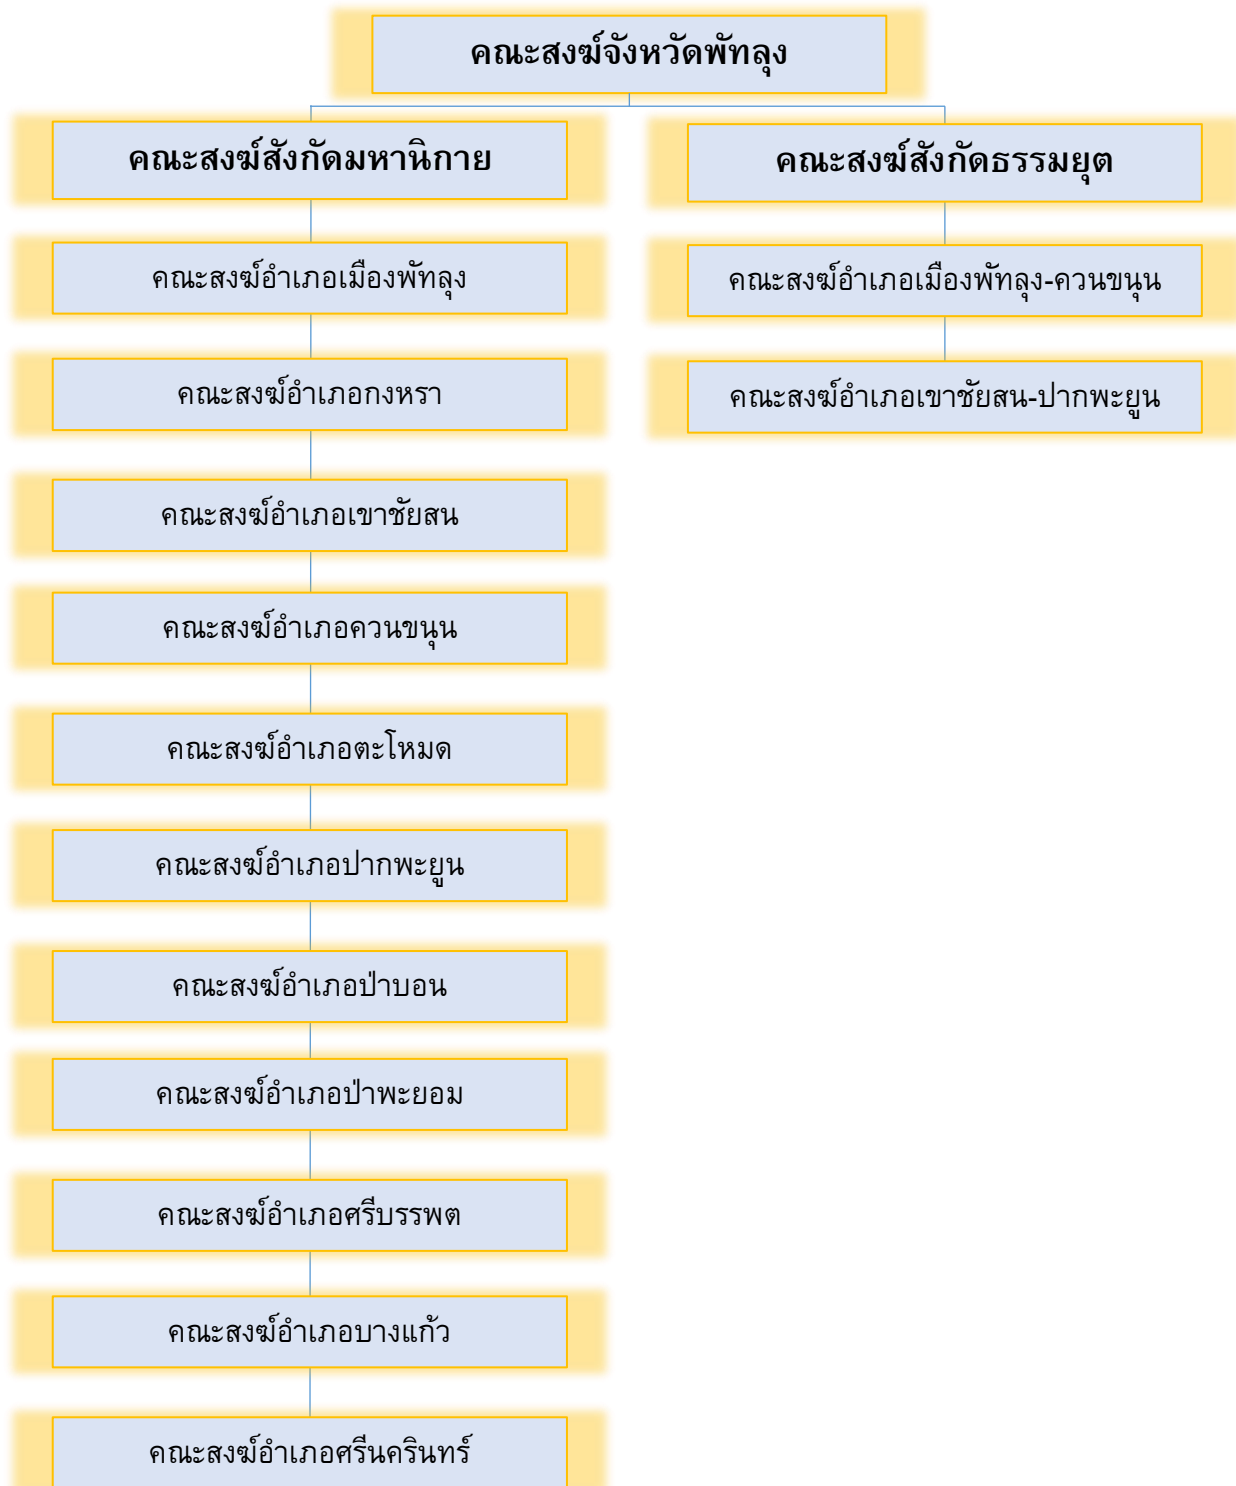 คณะสงฆ์จังหวัดพัทลุง
คณะสงฆ์สังกัดมหานิกาย
คณะสงฆ์สังกัดธรรมยุต
คณะสงฆ์อำเภอเมืองพัทลุง
คณะสงฆ์อำเภอเมืองพัทลุง-ควนขนุน
คณะสงฆ์อำเภอกงหรา
คณะสงฆ์อำเภอเขาชัยสน-ปากพะยูน
คณะสงฆ์อำเภอเขาชัยสน
คณะสงฆ์อำเภอควนขนุน
คณะสงฆ์อำเภอตะโหมด
คณะสงฆ์อำเภอปากพะยูน
คณะสงฆ์อำเภอป่าบอน
คณะสงฆ์อำเภอป่าพะยอม
คณะสงฆ์อำเภอศรีบรรพต
คณะสงฆ์อำเภอบางแก้ว
คณะสงฆ์อำเภอศรีนครินทร์